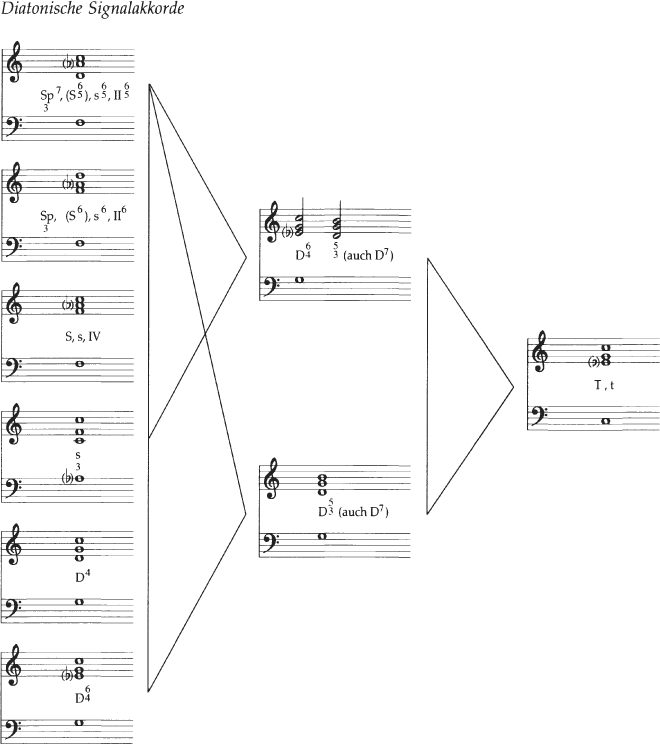 Diatonische Signalakkorde
(♭)
Sp⁷, (S⁶₅), s⁶₅, II⁶₅
3
(♭)
Sp, (S⁶), s⁶, II⁶
3
(♭)
S, s, IV
s
3
(♭)
D⁴
(♭)
D⁶₄
(♭)
D⁶₄ ⁵₃ (auch D⁷)
D⁵₃ (auch D⁷)
(♭)
T, t